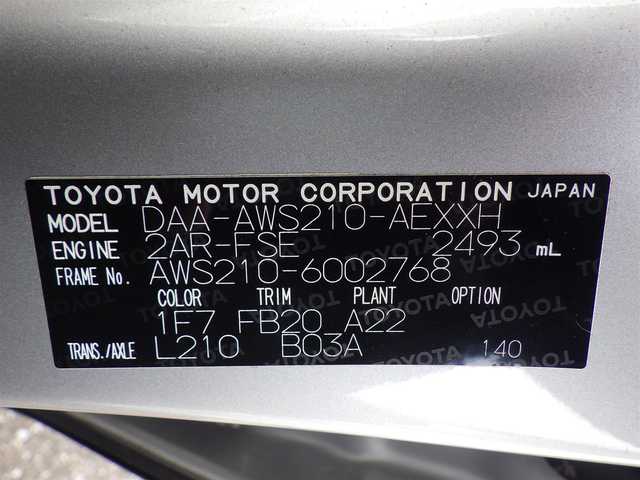 TOYOTA MOTOR CORPORATION JAPAN
MODEL DAA-AWS210-AEXXH
ENGINE 2AR-FSE 2493 mL
FRAME No. AWS210-6002768
COLOR TRIM PLANT OPTION
1F7 FB20 A22
TRANS./AXLE L210 B03A 140